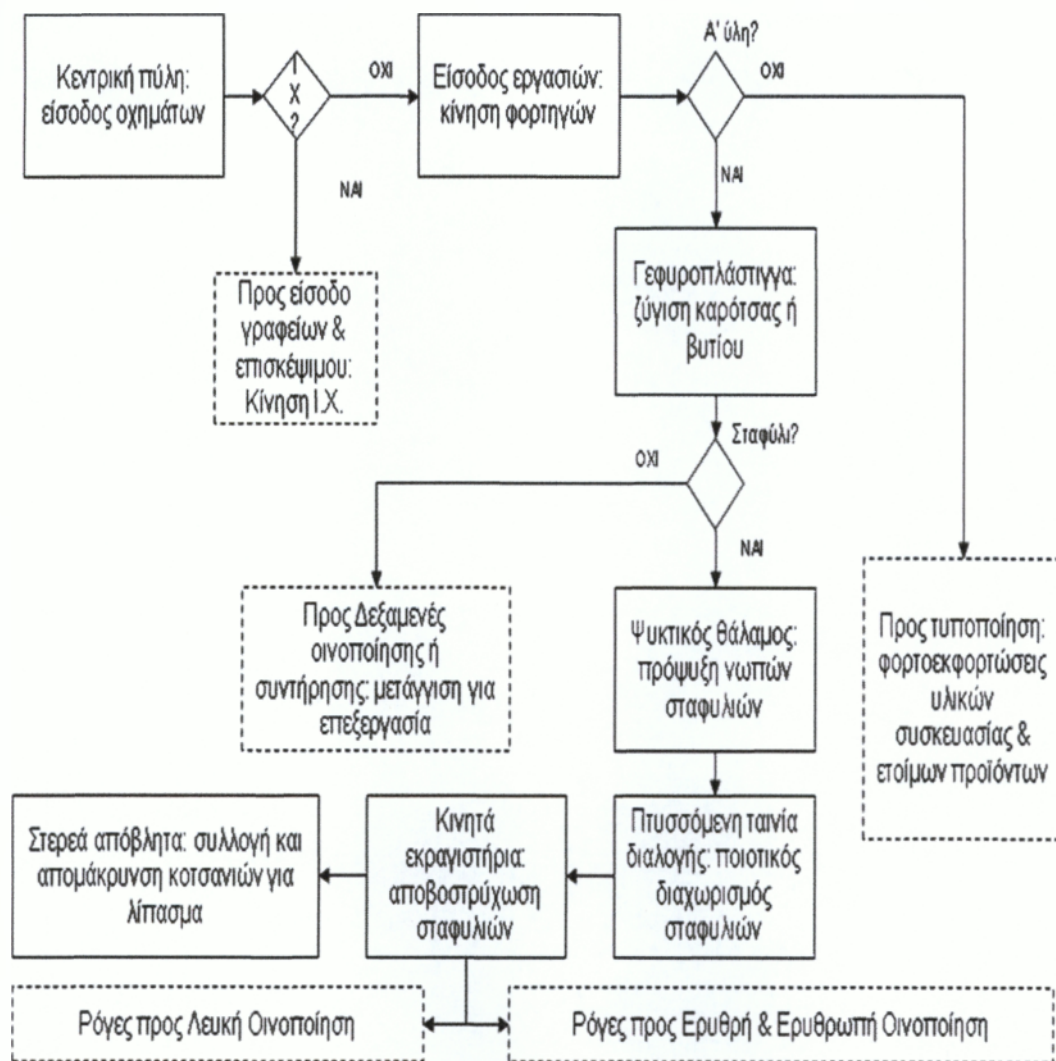 Κεντρική πύλη:
είσοδος οχημάτων
Ι
Χ
?
ΟΧΙ
ΝΑΙ
Είσοδος εργασιών:
κίνηση φορτηγών
Α' ύλη?
ΟΧΙ
ΝΑΙ
Προς είσοδο
γραφείων &
επισκέψιμου:
Κίνηση Ι.Χ.
Γεφυροπλάστιγγα:
ζύγιση καρότσας ή
βυτίου
Σταφύλι?
ΟΧΙ
ΝΑΙ
Προς Δεξαμενές
οινοποίησης ή
συντήρησης: μετάγγιση για
επεξεργασία
Ψυκτικός θάλαμος:
πρόψυξη νωπών
σταφυλιών
Προς τυποποίηση:
φορτοεκφορτώσεις
υλικών
συσκευασίας &
ετοίμων προϊόντων
Στερεά απόβλητα: συλλογή και
απομάκρυνση κοτσανιών για
λίπασμα
Κινητά
εκραγιστήρια:
αποβοστρύχωση
σταφυλιών
Πτυσσόμενη ταινία
διαλογής: ποιοτικός
διαχωρισμός
σταφυλιών
Ρόγες προς Λευκή Οινοποίηση
Ρόγες προς Ερυθρή & Ερυθρωπή Οινοποίηση